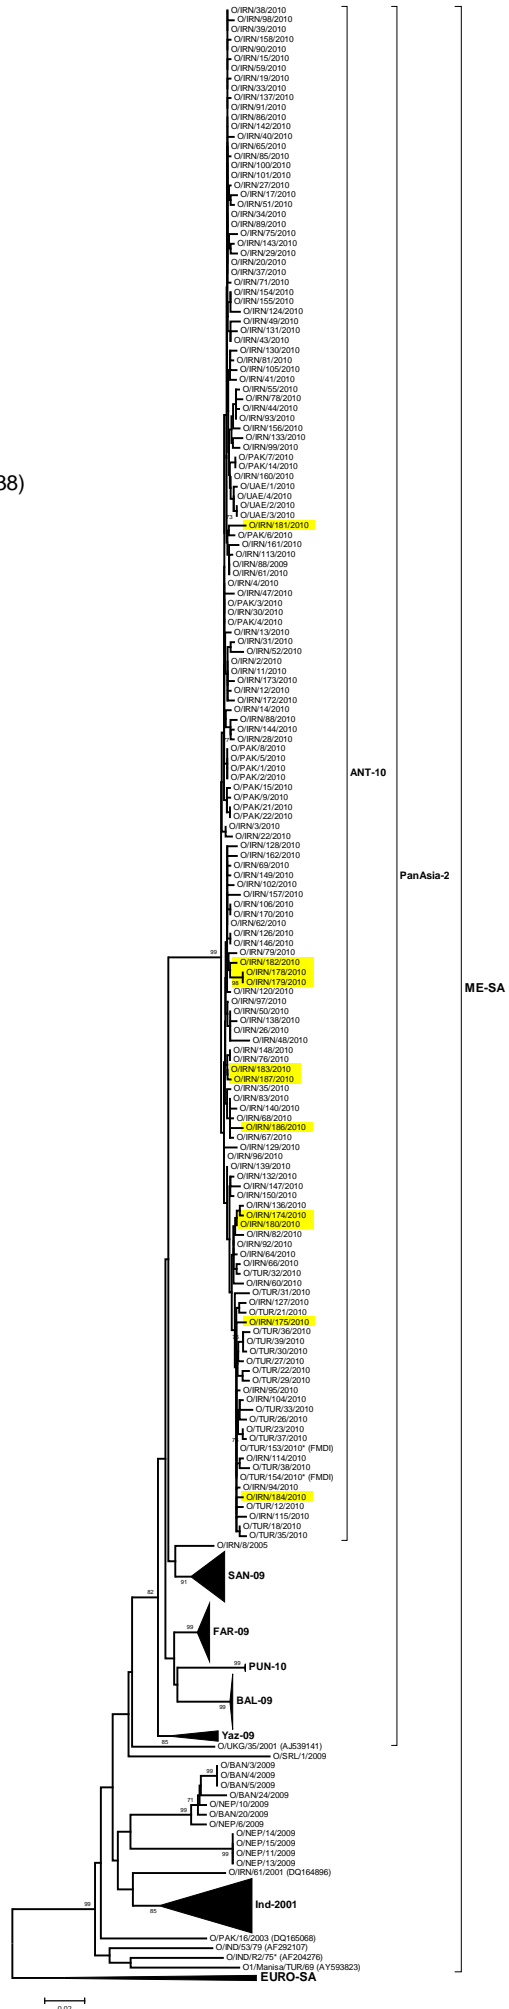 O/IRN/38/2010
O/IRN/98/2010
O/IRN/39/2010
O/IRN/158/2010
O/IRN/90/2010
O/IRN/15/2010
O/IRN/59/2010
O/IRN/19/2010
O/IRN/33/2010
O/IRN/137/2010
O/IRN/91/2010
O/IRN/86/2010
O/IRN/142/2010
O/IRN/40/2010
O/IRN/65/2010
O/IRN/85/2010
O/IRN/100/2010
O/IRN/101/2010
O/IRN/27/2010
O/IRN/17/2010
O/IRN/51/2010
O/IRN/34/2010
O/IRN/89/2010
O/IRN/75/2010
O/IRN/143/2010
O/IRN/29/2010
O/IRN/20/2010
O/IRN/37/2010
O/IRN/71/2010
O/IRN/154/2010
O/IRN/155/2010
O/IRN/124/2010
O/IRN/49/2010
O/IRN/131/2010
O/IRN/43/2010
O/IRN/130/2010
O/IRN/81/2010
O/IRN/105/2010
O/IRN/41/2010
O/IRN/55/2010
O/IRN/78/2010
O/IRN/44/2010
O/IRN/93/2010
O/IRN/156/2010
O/IRN/133/2010
O/IRN/99/2010
O/PAK/7/2010
O/PAK/14/2010
O/IRN/160/2010
38)
O/UAE/1/2010
O/UAE/4/2010
O/UAE/2/2010
O/UAE/3/2010
73
O/IRN/181/2010
O/PAK/6/2010
O/IRN/161/2010
O/IRN/113/2010
O/IRN/88/2009
O/IRN/61/2010
O/IRN/4/2010
O/IRN/47/2010
O/PAK/3/2010
O/IRN/30/2010
O/PAK/4/2010
O/IRN/13/2010
O/IRN/31/2010
O/IRN/52/2010
O/IRN/2/2010
O/IRN/11/2010
O/IRN/173/2010
O/IRN/12/2010
O/IRN/172/2010
O/IRN/14/2010
O/IRN/88/2010
O/IRN/144/2010
O/IRN/28/2010
O/PAK/8/2010
O/PAK/5/2010
O/PAK/1/2010
ANT-10
O/PAK/2/2010
O/PAK/15/2010
O/PAK/9/2010
O/PAK/21/2010
O/PAK/22/2010
O/IRN/3/2010
O/IRN/22/2010
O/IRN/128/2010
O/IRN/162/2010
O/IRN/69/2010
O/IRN/149/2010
PanAsia-2
O/IRN/102/2010
O/IRN/157/2010
O/IRN/106/2010
O/IRN/170/2010
O/IRN/62/2010
O/IRN/126/2010
O/IRN/146/2010
99
O/IRN/79/2010
O/IRN/182/2010
O/IRN/178/2010
98
O/IRN/179/2010
ME-SA
O/IRN/120/2010
O/IRN/97/2010
O/IRN/50/2010
O/IRN/138/2010
O/IRN/26/2010
O/IRN/48/2010
O/IRN/148/2010
O/IRN/76/2010
O/IRN/183/2010
O/IRN/187/2010
O/IRN/35/2010
O/IRN/83/2010
O/IRN/140/2010
O/IRN/68/2010
O/IRN/186/2010
O/IRN/67/2010
O/IRN/129/2010
O/IRN/96/2010
O/IRN/139/2010
O/IRN/132/2010
O/IRN/147/2010
O/IRN/150/2010
O/IRN/136/2010
O/IRN/174/2010
O/IRN/180/2010
O/IRN/82/2010
O/IRN/92/2010
O/IRN/64/2010
O/IRN/66/2010
O/TUR/32/2010
O/IRN/60/2010
O/TUR/31/2010
O/IRN/127/2010
O/TUR/21/2010
O/IRN/175/2010
O/TUR/36/2010
O/TUR/39/2010
O/TUR/30/2010
O/TUR/27/2010
O/TUR/22/2010
O/TUR/29/2010
O/IRN/95/2010
O/IRN/104/2010
O/TUR/33/2010
O/TUR/26/2010
O/TUR/23/2010
O/TUR/37/2010
O/TUR/153/2010* (FMDI)
O/IRN/114/2010
O/TUR/38/2010
O/TUR/154/2010* (FMDI)
O/IRN/94/2010
O/IRN/184/2010
O/TUR/12/2010
O/IRN/115/2010
O/TUR/18/2010
O/TUR/35/2010
O/IRN/8/2005
SAN-09
91
82
FAR-09
99
PUN-10
99
BAL-09
99
Yaz-09
85
O/UKG/35/2001 (AJ539141)
O/SRL/1/2009
O/BAN/3/2009
99
O/BAN/4/2009
O/BAN/5/2009
O/BAN/24/2009
71
O/NEP/10/2009
99
O/BAN/20/2009
O/NEP/6/2009
O/NEP/14/2009
O/NEP/15/2009
99
O/NEP/11/2009
O/NEP/13/2009
O/IRN/61/2001 (DQ164896)
Ind-2001
99
85
O/PAK/16/2003 (DQ165068)
O/IND/53/79 (AF292107)
O/IND/R2/75* (AF204276)
O1/Manisa/TUR/69 (AY593823)
EURO-SA
0.02